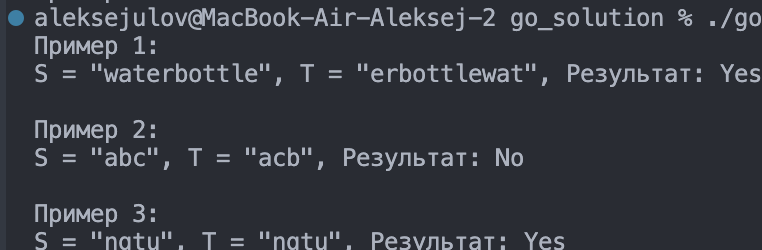 aleksejulov@MacBook-Air-Aleksej-2 go_solution % ./go
Пример 1:
S = "waterbottle", T = "erbottlewat", Результат: Yes
Пример 2:
S = "abc", T = "acb", Результат: No
Пример 3:
S = "ngtu", T = "ngtu", Результат: Yes